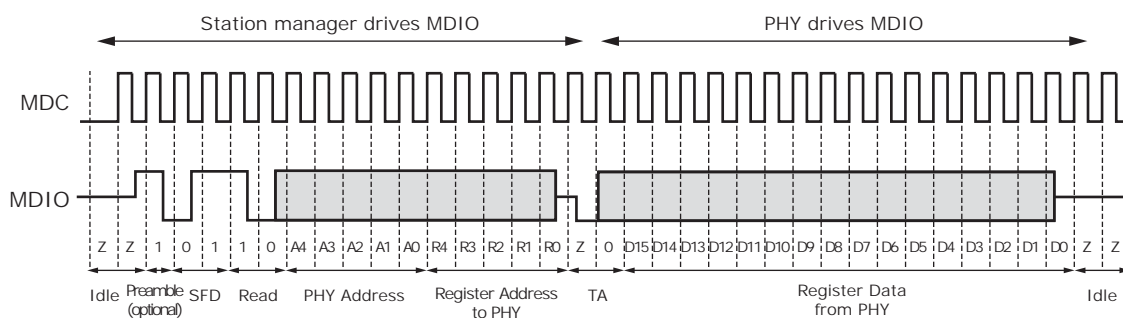 Station manager drives MDIO PHY drives MDIO
MDC
MDIO
Z Z 1 0 1 1 0 A4 A3 A2 A1 A0 R4 R3 R2 R1 R0 Z 0 D15 D14 D13 D12 D11 D10 D9 D8 D7 D6 D5 D4 D3 D2 D1 D0 Z Z
Idle Preamble SFD Read PHY Address Register Address TA Register Data Idle
(optional) to PHY from PHY